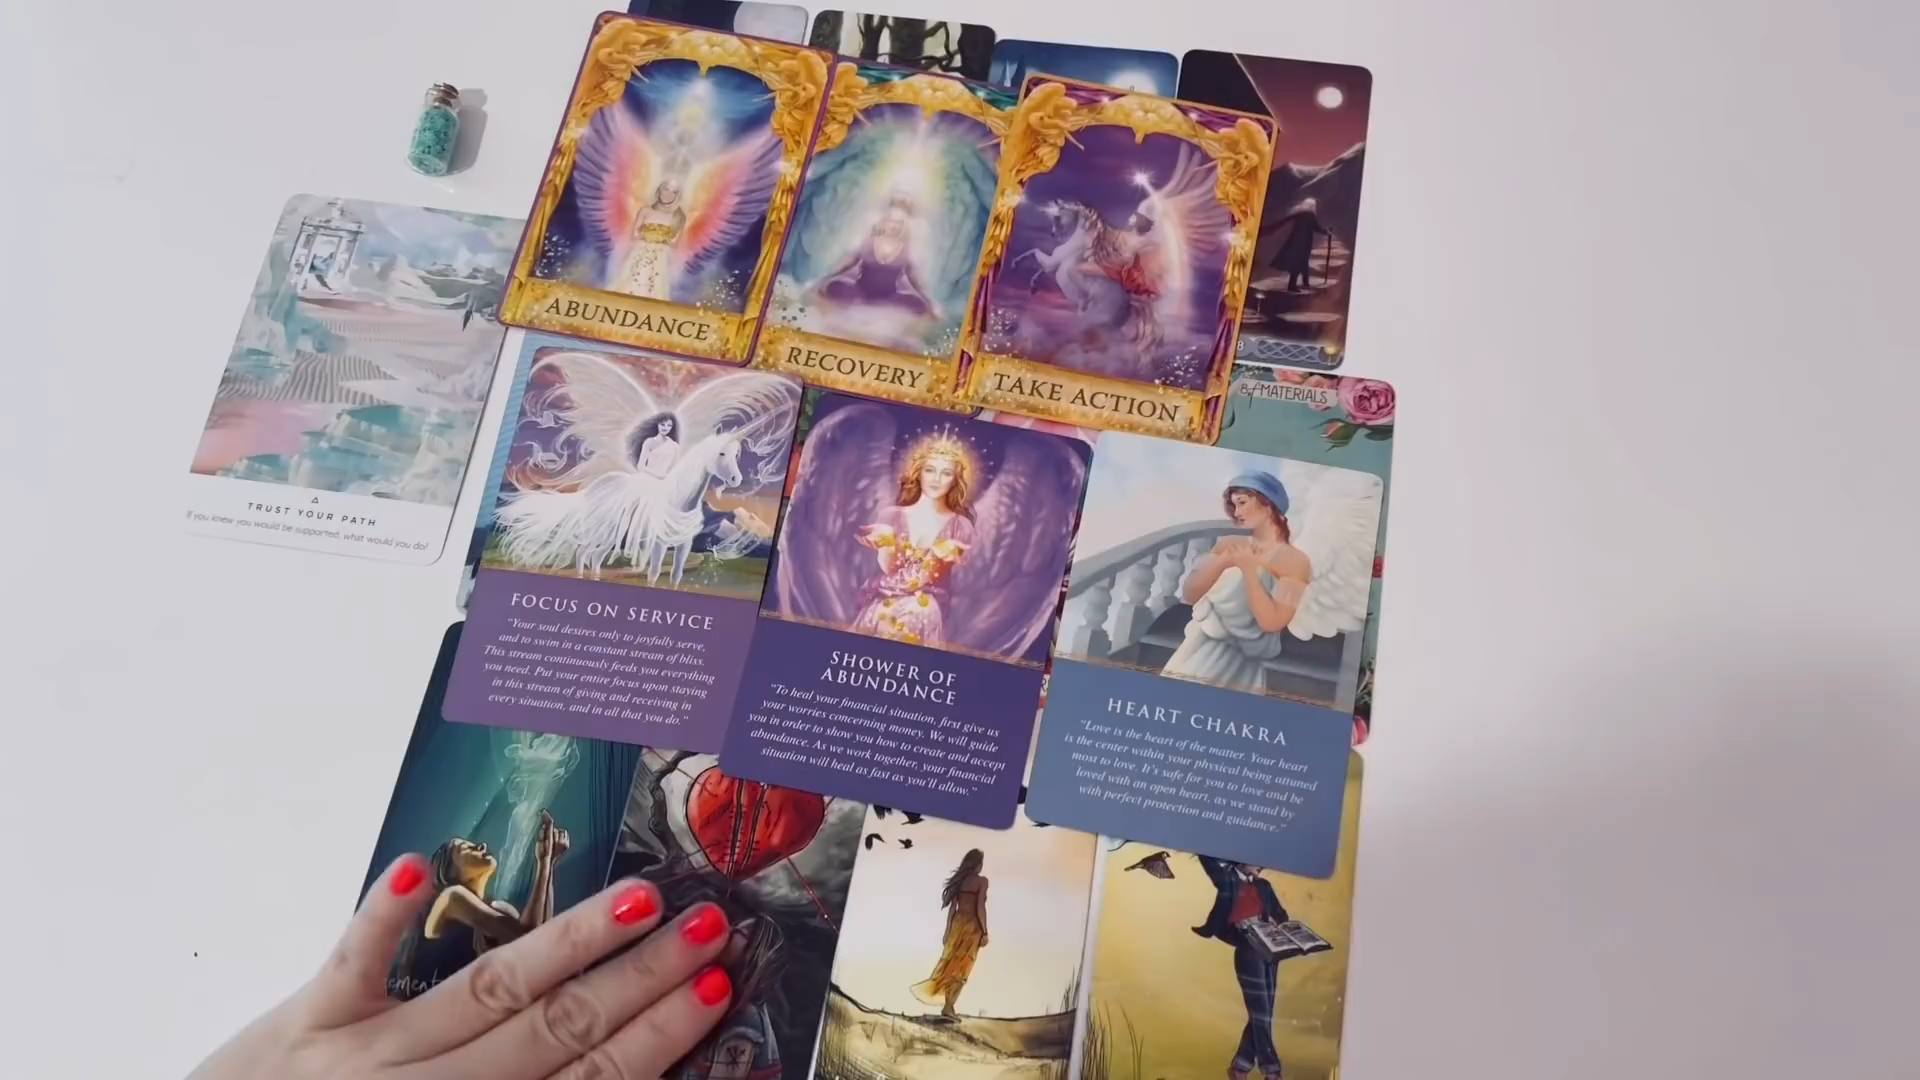 ABUNDANCE
RECOVERY
TAKE ACTION
8
8 of MATERIALS
TRUST YOUR PATH
If you knew you would be supported, what would you do?
FOCUS ON SERVICE
"Your soul desires only to joyfully serve,
and to swim in a constant stream of bliss.
This stream continuously feeds you everything
you need. Put your entire focus upon staying
in this stream of giving and receiving in
every situation, and in all that you do."
SHOWER OF
ABUNDANCE
"To heal your financial situation, first give us
your worries concerning money. We will guide
you in order to show you how to create and accept
abundance. As we work together, your financial
situation will heal as fast as you'll allow."
HEART CHAKRA
"Love is the heart of the matter. Your heart
is the center within your physical being attuned
most to love. It's safe for you to love and be
loved with an open heart, as we stand by
with perfect protection and guidance."